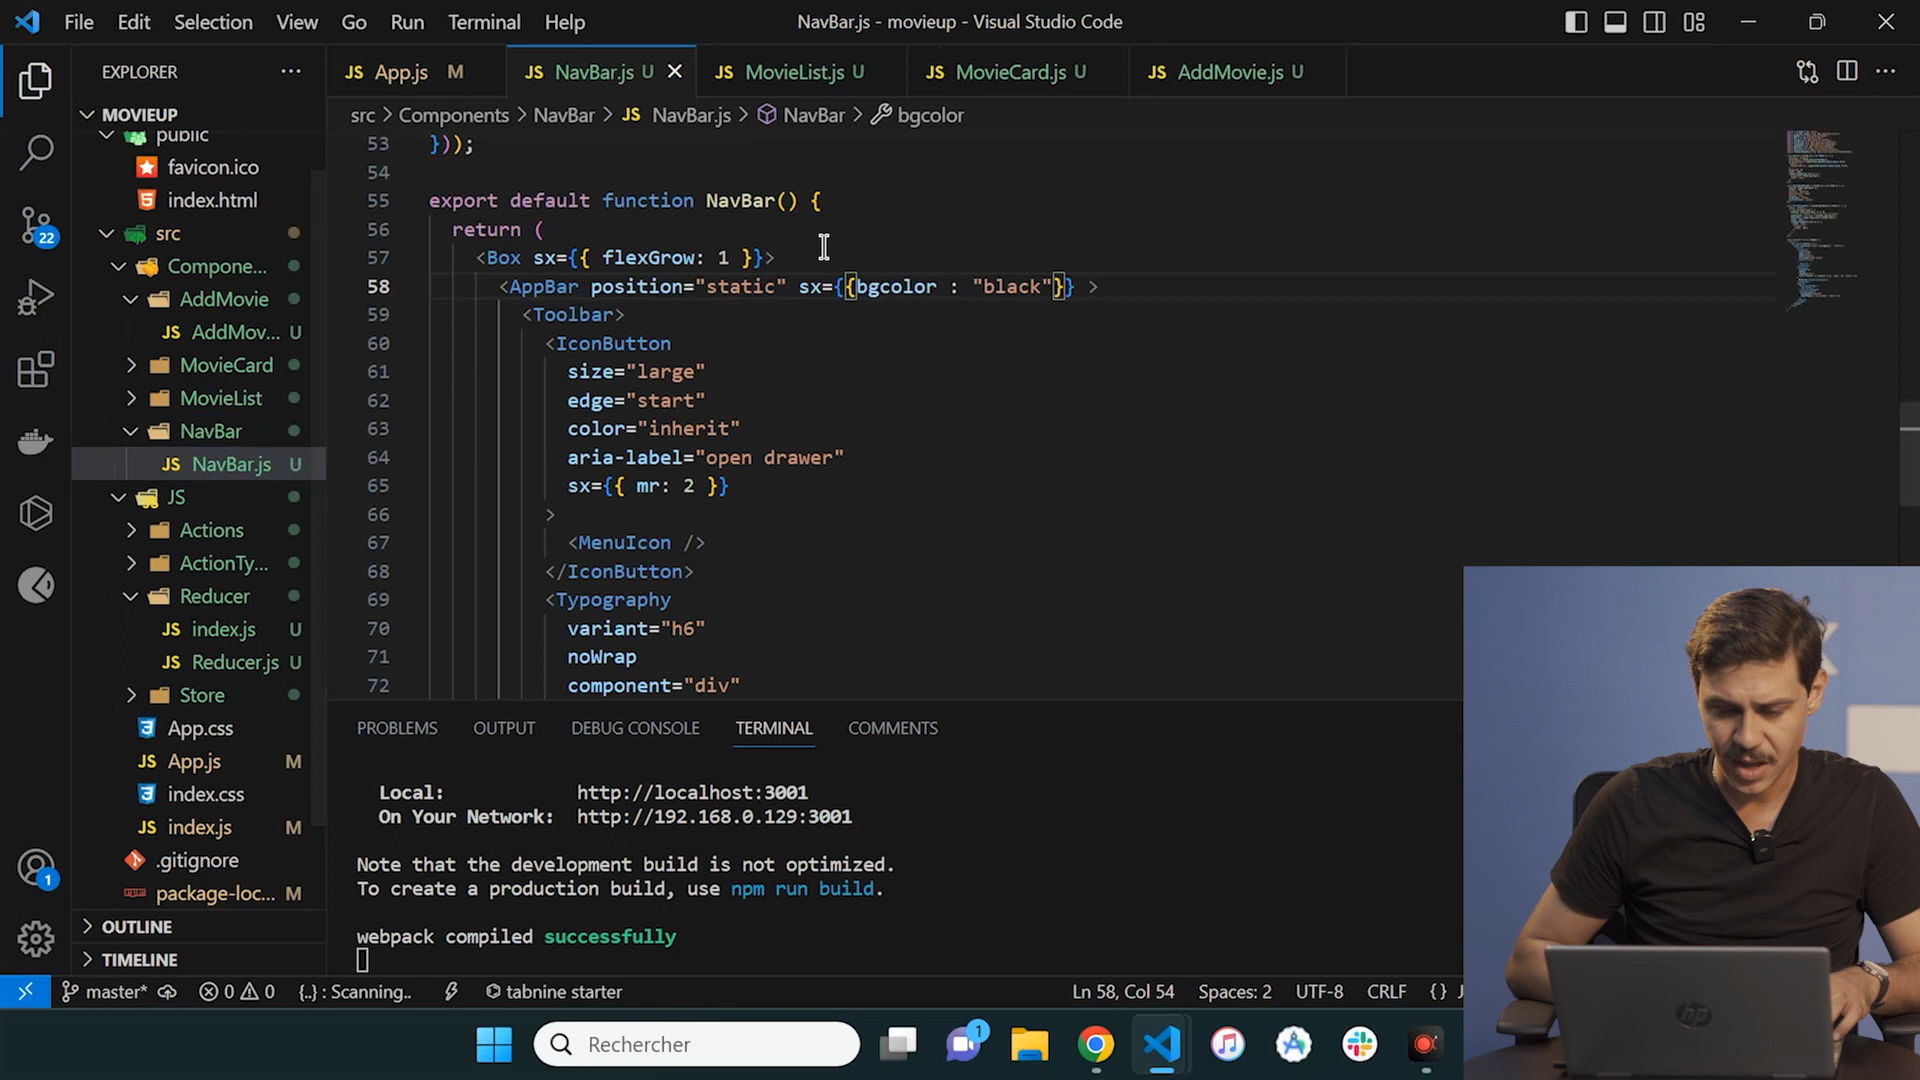 File Edit Selection View Go Run Terminal Help NavBar.js - movieup - Visual Studio Code
EXPLORER
JS App.js M JS NavBar.js U JS MovieList.js U JS MovieCard.js U JS AddMovie.js U
MOVIEUP
src > Components > NavBar > JS NavBar.js > NavBar > bgcolor
public
favicon.ico
index.html
src
Compone...
AddMovie
JS AddMov... U
MovieCard
MovieList
NavBar
JS NavBar.js U
JS
Actions
ActionTy...
Reducer
JS index.js U
JS Reducer.js U
Store
App.css
JS App.js M
index.css
JS index.js M
.gitignore
package-loc... M
OUTLINE
TIMELINE
22
1
53 }));
54
55 export default function NavBar() {
56 return (
57 <Box sx={{ flexGrow: 1 }}>
58 <AppBar position="static" sx={{bgcolor : "black"}} >
59 <Toolbar>
60 <IconButton
61 size="large"
62 edge="start"
63 color="inherit"
64 aria-label="open drawer"
65 sx={{ mr: 2 }}
66 >
67 <MenuIcon />
68 </IconButton>
69 <Typography
70 variant="h6"
71 noWrap
72 component="div"
PROBLEMS OUTPUT DEBUG CONSOLE TERMINAL COMMENTS
Local: http://localhost:3001
On Your Network: http://192.168.0.129:3001
Note that the development build is not optimized.
To create a production build, use npm run build.
webpack compiled successfully
master* 0 0 {..} : Scanning.. tabnine starter Ln 58, Col 54 Spaces: 2 UTF-8 CRLF {} J
Rechercher
1
hp